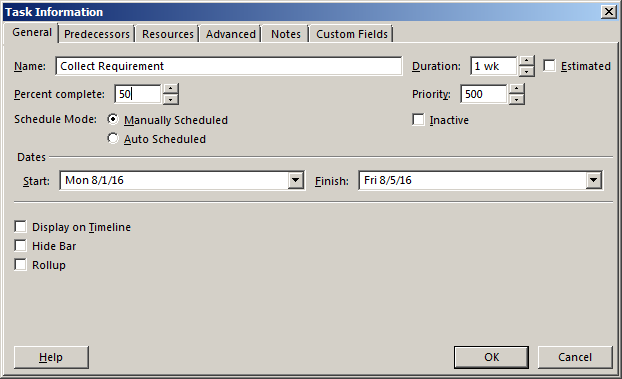 Task Information
General Predecessors Resources Advanced Notes Custom Fields
Name: Collect Requirement Duration: 1 wk Estimated
Percent complete: 50 Priority: 500
Schedule Mode: Manually Scheduled Inactive
Auto Scheduled
Dates
Start: Mon 8/1/16 Finish: Fri 8/5/16
Display on Timeline
Hide Bar
Rollup
Help OK Cancel